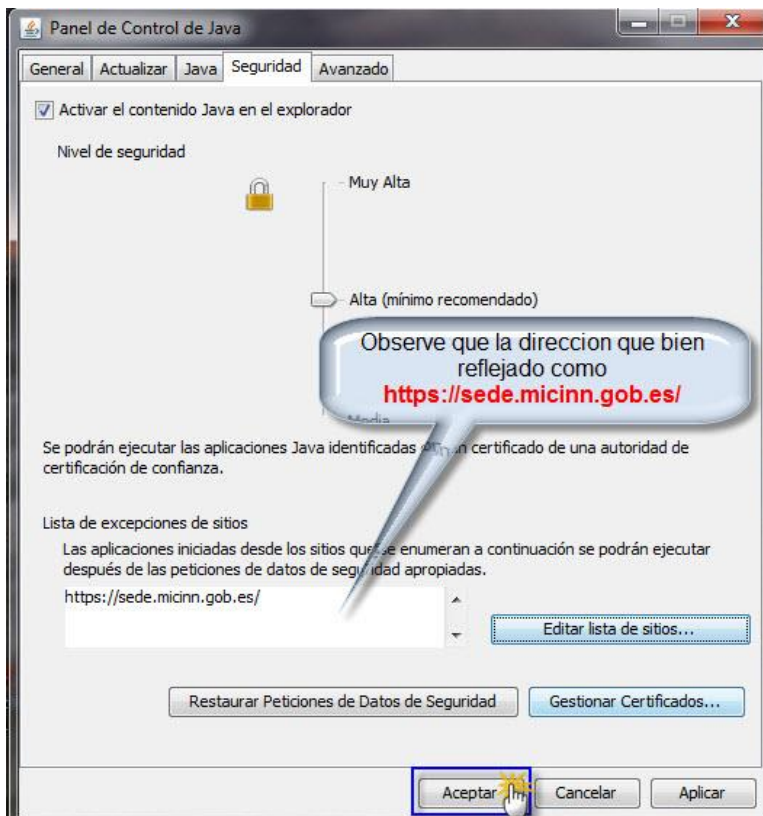 Panel de Control de Java
General Actualizar Java Seguridad Avanzado
Activar el contenido Java en el explorador
Nivel de seguridad
Muy Alta
Alta (mínimo recomendado)
Observe que la direccion que bien
reflejado como
https://sede.micinn.gob.es/
Media
Se podrán ejecutar las aplicaciones Java identificadas certificado de una autoridad de
certificación de confianza.
Lista de excepciones de sitios
Las aplicaciones iniciadas desde los sitios que se enumeran a continuación se podrán ejecutar
después de las peticiones de datos de seguridad apropiadas.
https://sede.micinn.gob.es/
Editar lista de sitios...
Restaurar Peticiones de Datos de Seguridad Gestionar Certificados...
Aceptar Cancelar Aplicar